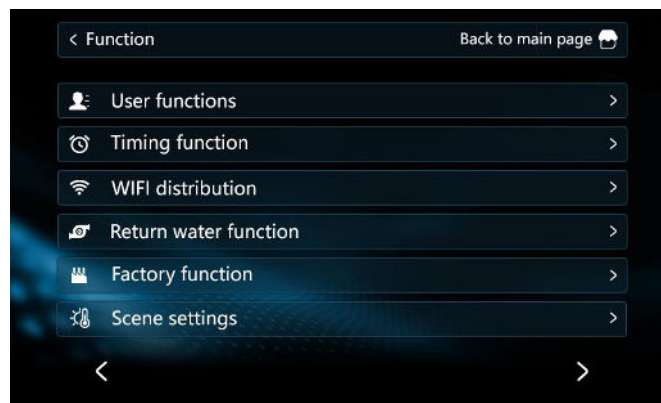 < Function Back to main page
User functions >
Timing function >
WIFI distribution >
Return water function >
Factory function >
Scene settings >
< >